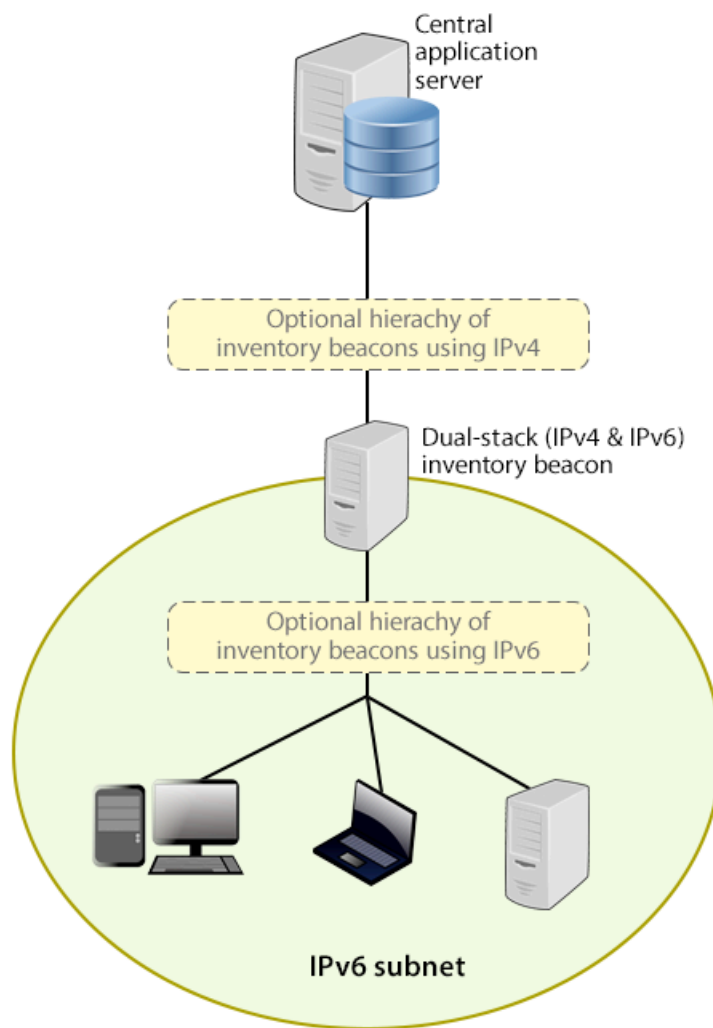 Central
application
server
Optional hierachy of
inventory beacons using IPv4
Dual-stack (IPv4 & IPv6)
inventory beacon
Optional hierachy of
inventory beacons using IPv6
IPv6 subnet